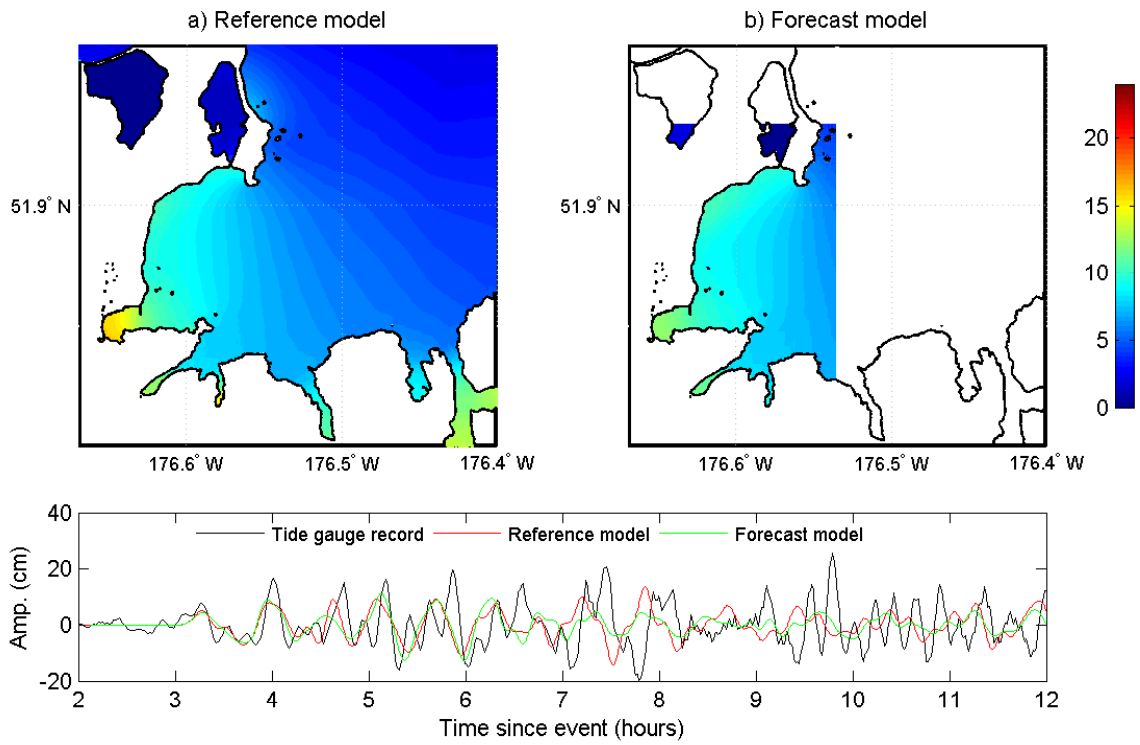 a) Reference model
b) Forecast model
51.9° N
51.9° N
20
15
10
5
0
176.6° W
176.5° W
176.4° W
176.6° W
176.5° W
176.4° W
40
20
0
-20
Amp. (cm)
Tide gauge record
Reference model
Forecast model
2
3
4
5
6
7
8
9
10
11
12
Time since event (hours)